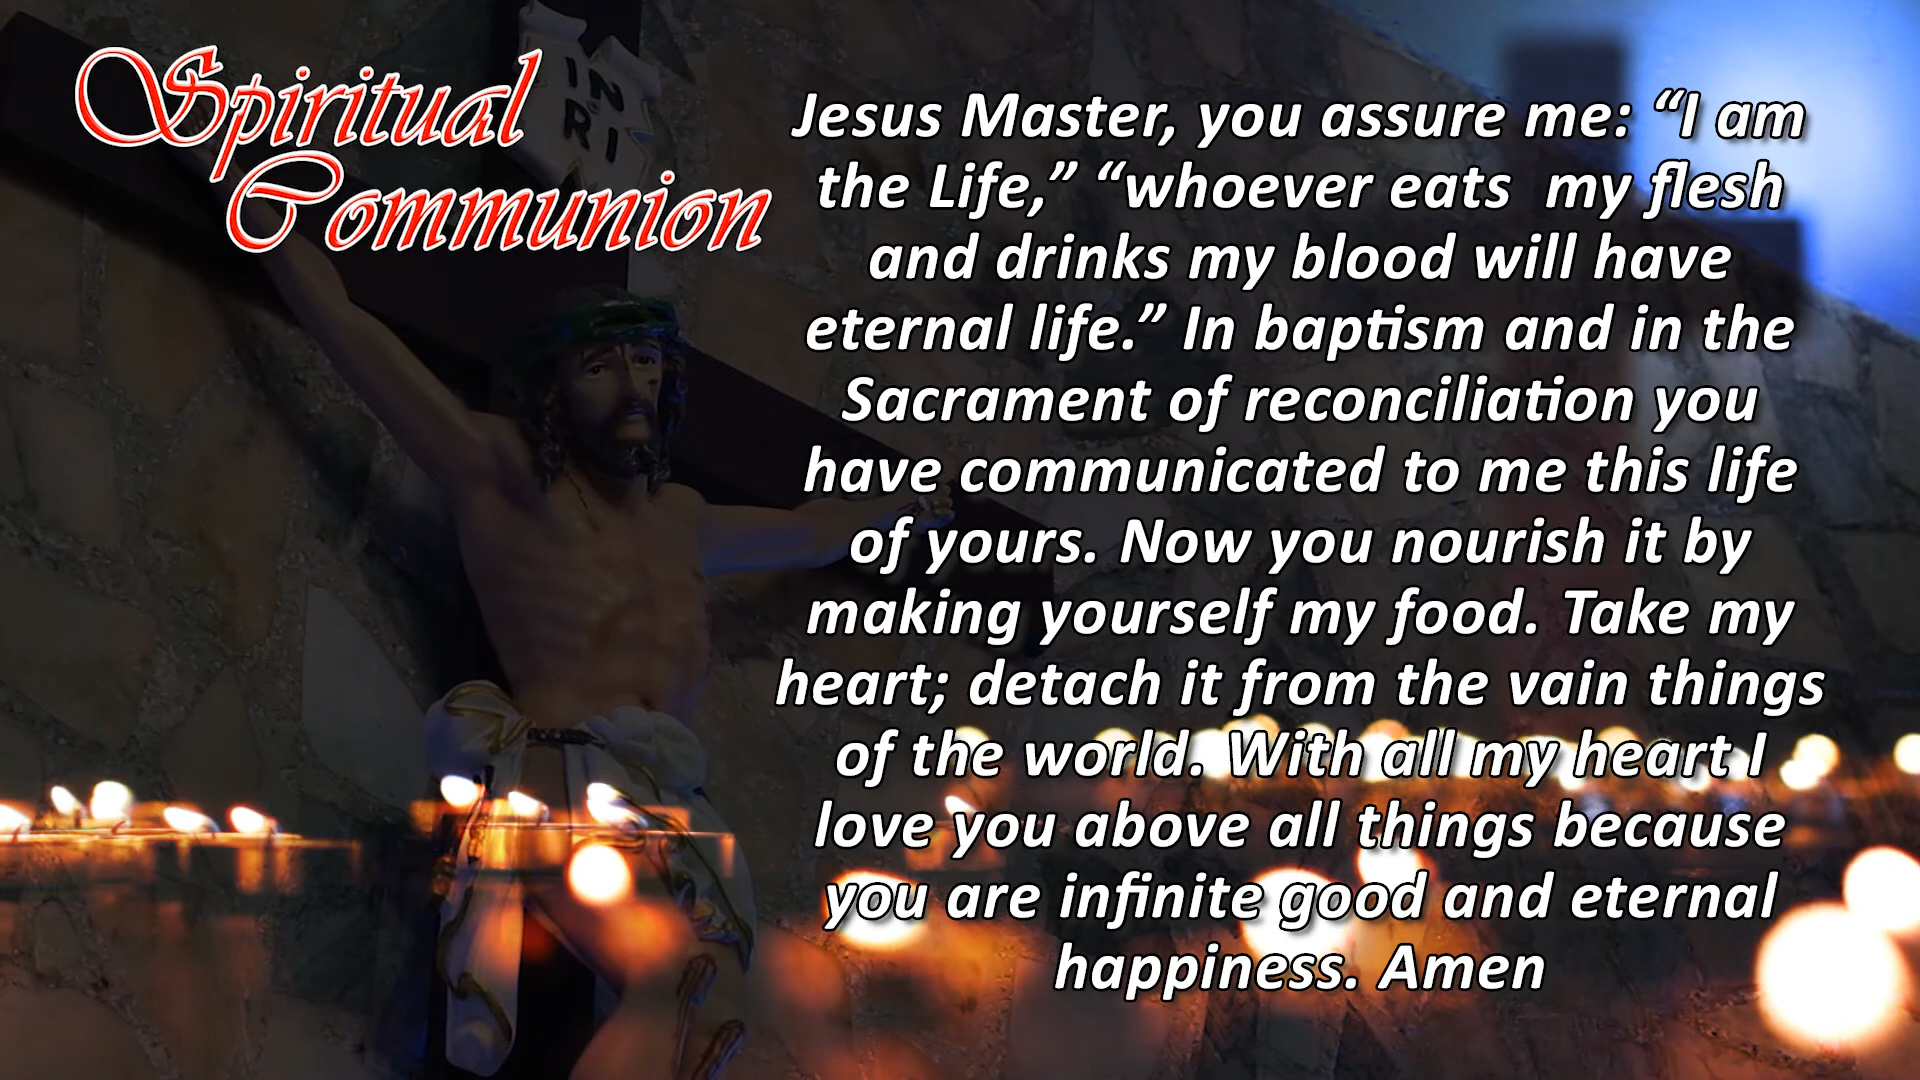 Spiritual
Communion
IN
RI
Jesus Master, you assure me: “I am
the Life,” “whoever eats  my flesh
and drinks my blood will have
eternal life.” In baptism and in the
Sacrament of reconciliation you
have communicated to me this life
of yours. Now you nourish it by
making yourself my food. Take my
heart; detach it from the vain things
of the world. With all my heart I
love you above all things because
you are infinite good and eternal
happiness. Amen